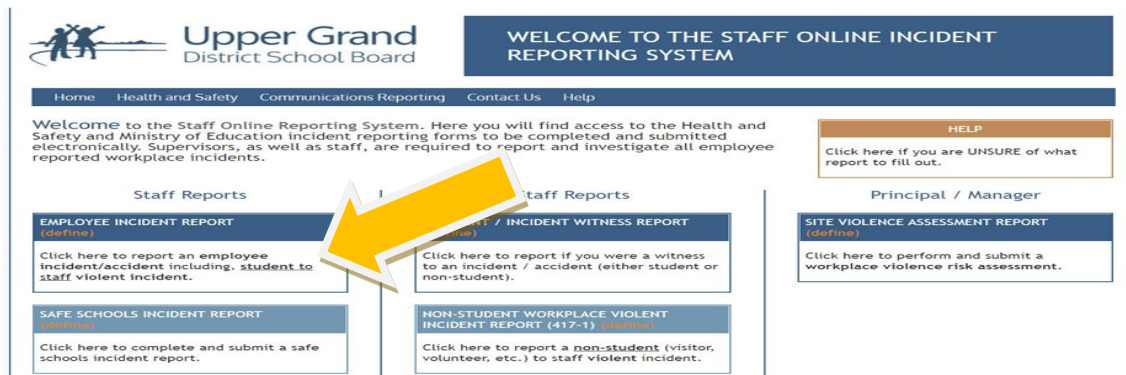 Upper Grand
District School Board
WELCOME TO THE STAFF ONLINE INCIDENT
REPORTING SYSTEM
Home Health and Safety Communications Reporting Contact Us Help
Welcome to the Staff Online Reporting System. Here you will find access to the Health and
Safety and Ministry of Education incident reporting forms to be completed and submitted
electronically. Supervisors, as well as staff, are required to report and investigate all employee
reported workplace incidents.
HELP
Click here if you are UNSURE of what
report to fill out.
Staff Reports
EMPLOYEE INCIDENT REPORT
(define)
Click here to report an employee
incident/accident including, student to
staff violent incident.
SAFE SCHOOLS INCIDENT REPORT
(define)
Click here to complete and submit a safe
schools incident report.
Staff Reports
/ INCIDENT WITNESS REPORT
Click here to report if you were a witness
to an incident / accident (either student or
non-student).
NON-STUDENT WORKPLACE VIOLENT
INCIDENT REPORT (417-1) (define)
Click here to report a non-student (visitor,
volunteer, etc.) to staff violent incident.
Principal / Manager
SITE VIOLENCE ASSESSMENT REPORT
(define)
Click here to perform and submit a
workplace violence risk assessment.